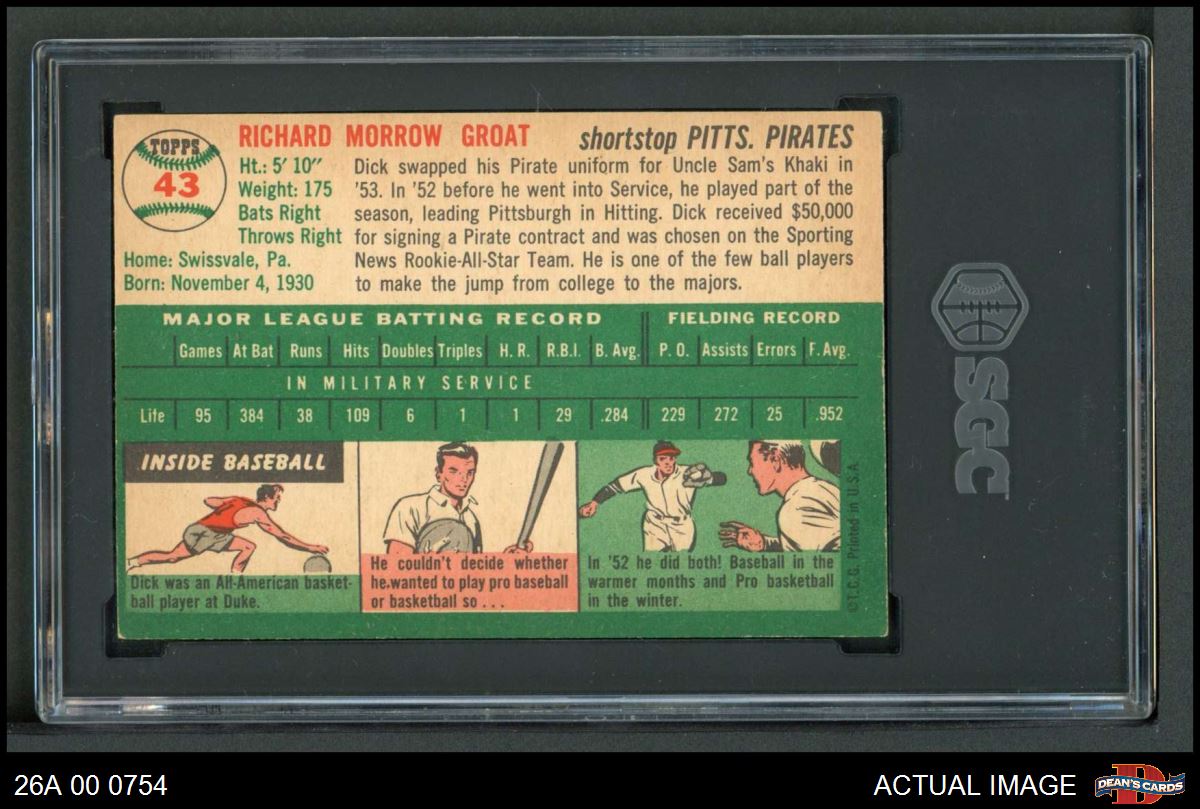 TOPPS
43
RICHARD MORROW GROAT
shortstop PITTS. PIRATES
Ht.: 5' 10"
Weight: 175
Bats Right
Throws Right
Home: Swissvale, Pa.
Born: November 4, 1930
Dick swapped his Pirate uniform for Uncle Sam's Khaki in
'53. In '52 before he went into Service, he played part of the
season, leading Pittsburgh in Hitting. Dick received $50,000
for signing a Pirate contract and was chosen on the Sporting
News Rookie-All-Star Team. He is one of the few ball players
to make the jump from college to the majors.
MAJOR LEAGUE BATTING RECORD FIELDING RECORD
Games At Bat Runs Hits Doubles Triples H. R. R.B.I. B. Avg. P. O. Assists Errors F. Avg.
IN MILITARY SERVICE
Life 95 384 38 109 6 1 1 29 .284 229 272 25 .952
INSIDE BASEBALL
Dick was an All-American basket-
ball player at Duke.
He couldn't decide whether
he wanted to play pro baseball
or basketball so . . .
In '52 he did both! Baseball in the
warmer months and Pro basketball
in the winter.
©T.C.G. Printed in U.S.A.
SGC
26A 00 0754
ACTUAL IMAGE
DEAN'S CARDS